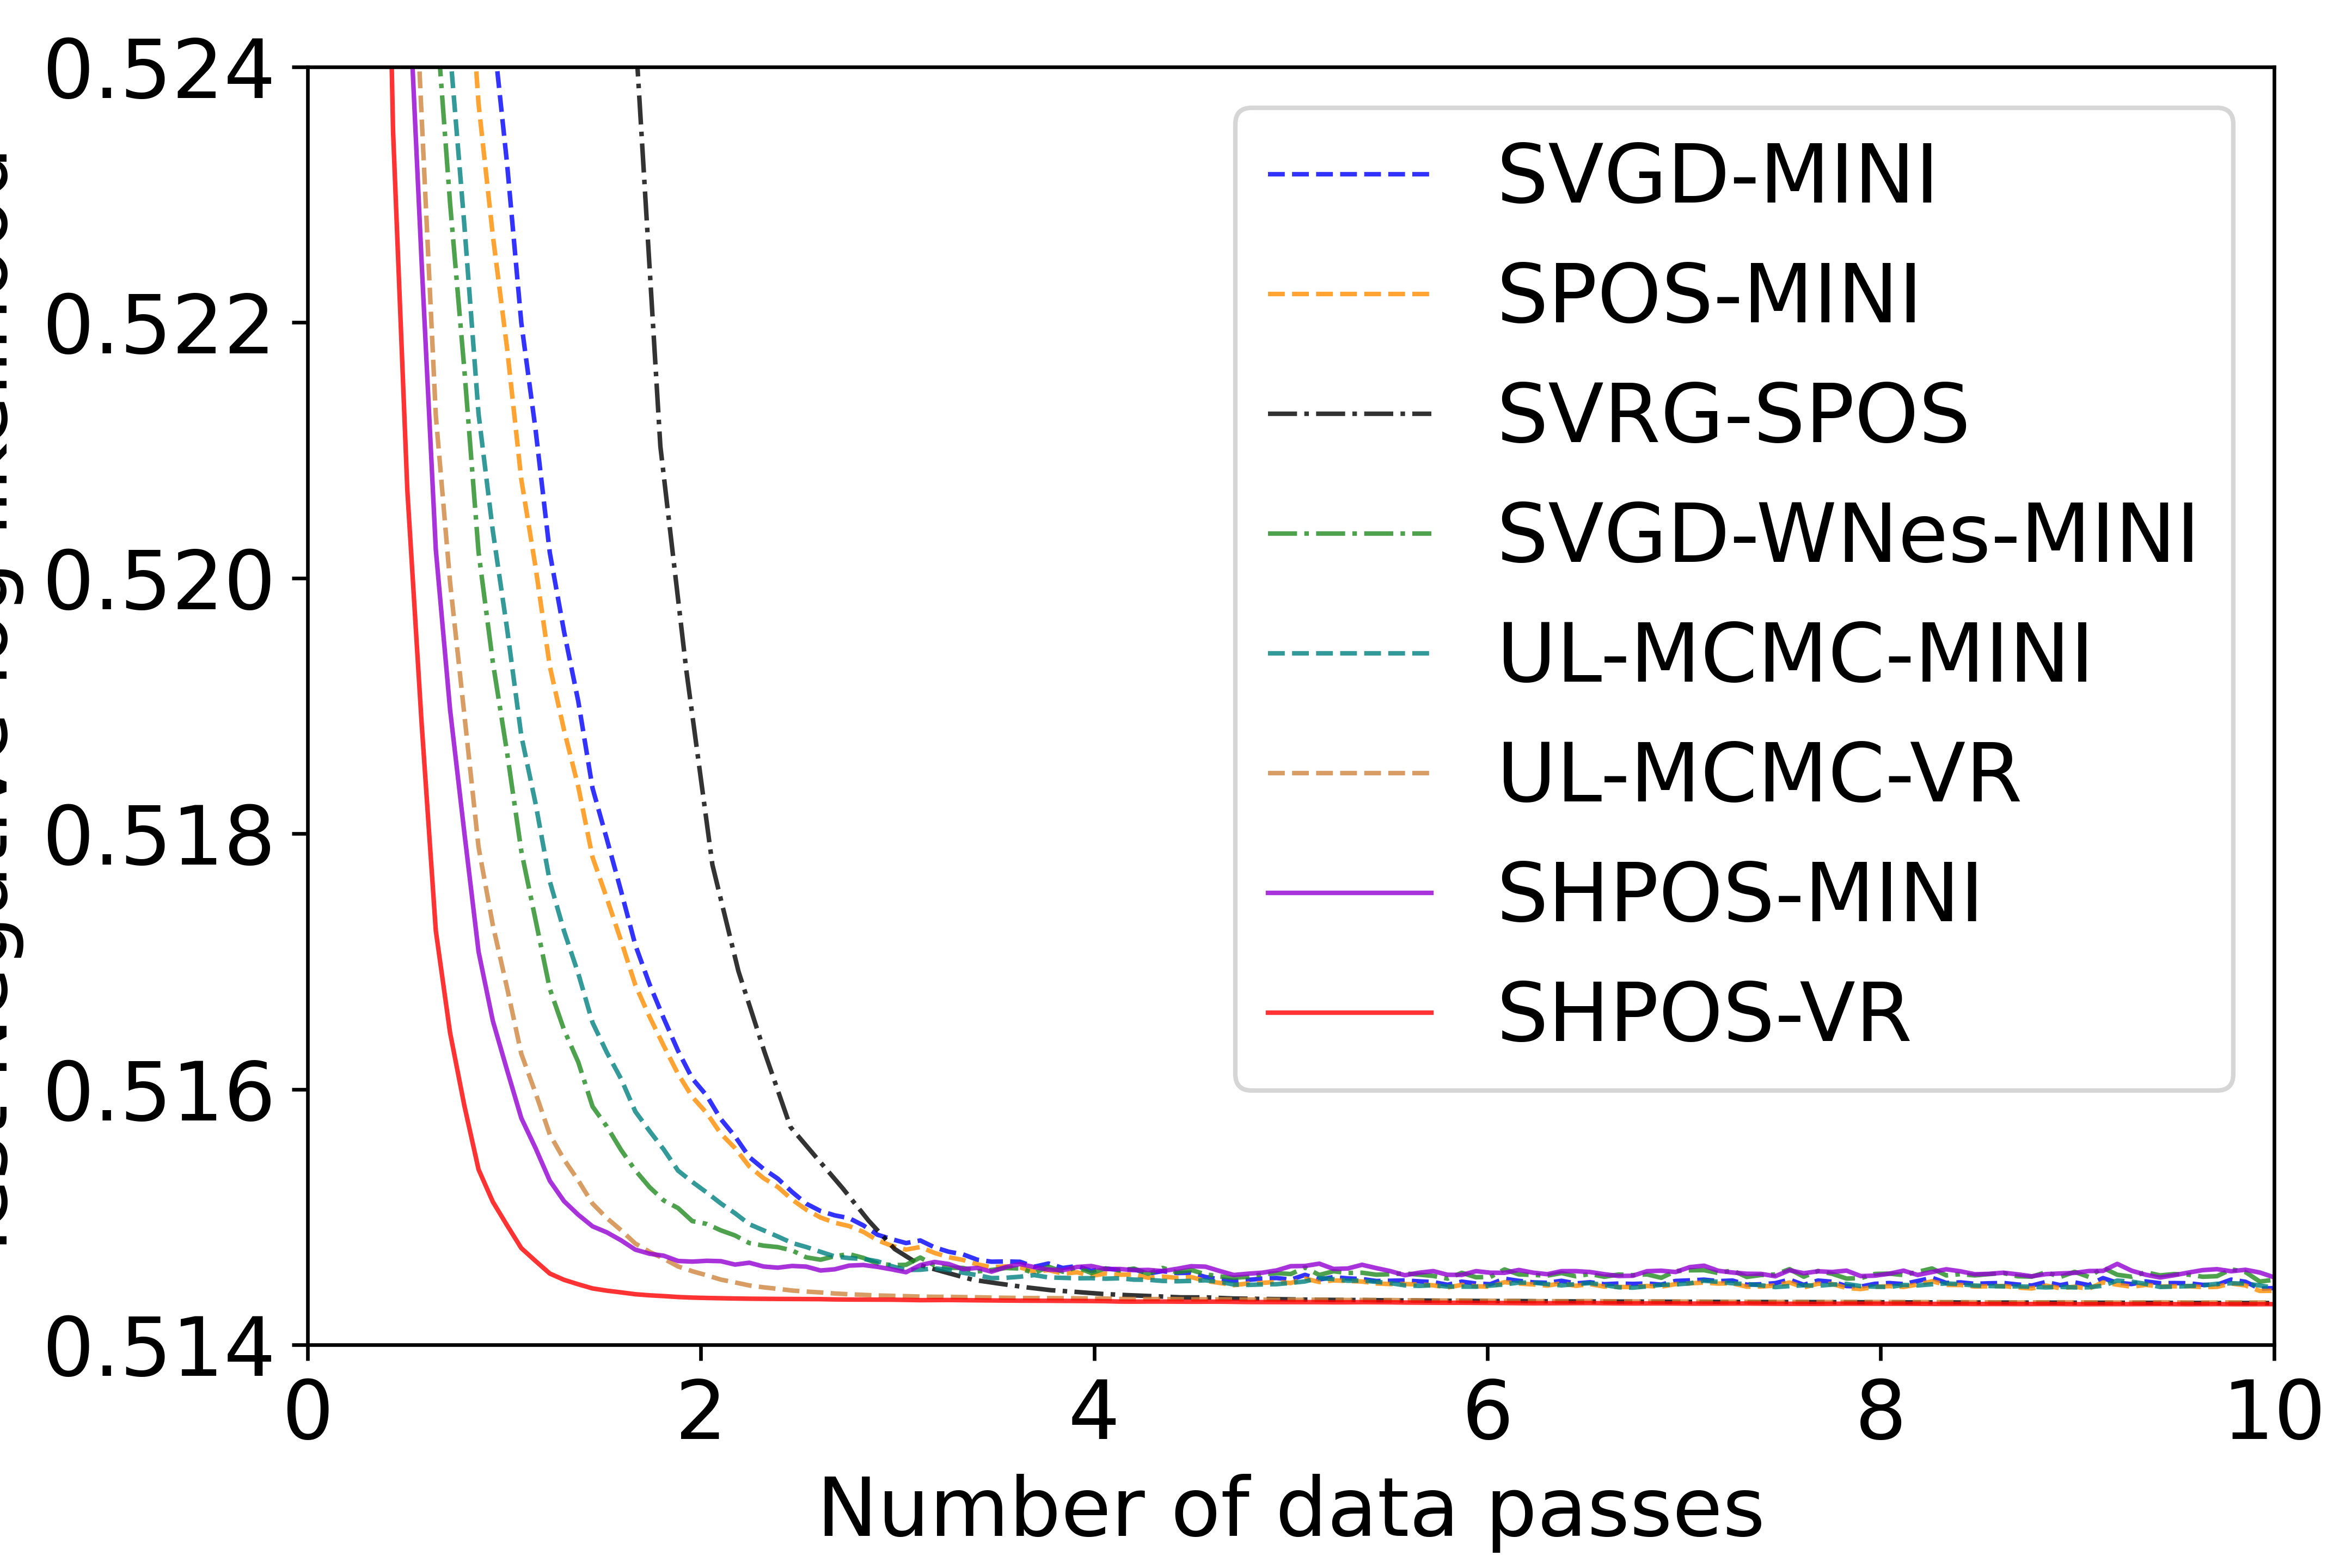 0.524
0.522
0.520
0.518
0.516
0.514
0
2
4
6
8
10
Number of data passes
SVGD-MINI
SPOS-MINI
SVRG-SPOS
SVGD-WNes-MINI
UL-MCMC-MINI
UL-MCMC-VR
SHPOS-MINI
SHPOS-VR